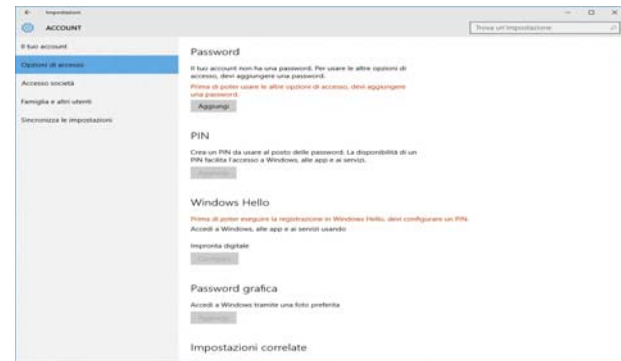 Impostazioni
ACCOUNT
Trova un'impostazione
Il tuo account
Opzioni di accesso
Accesso società
Famiglia e altri utenti
Sincronizza le impostazioni
Password
Il tuo account non ha una password. Per usare le altre opzioni di
accesso, devi aggiungere una password.
Prima di poter usare le altre opzioni di accesso, devi aggiungere
una password.
Aggiungi
PIN
Crea un PIN da usare al posto delle password. La disponibilità di un
PIN facilita l'accesso a Windows, alle app e ai servizi.
Aggiungi
Windows Hello
Prima di poter eseguire la registrazione in Windows Hello, devi configurare un PIN.
Accedi a Windows, alle app e ai servizi usando
Impronta digitale
Configura
Password grafica
Accedi a Windows tramite una foto preferita
Aggiungi
Impostazioni correlate